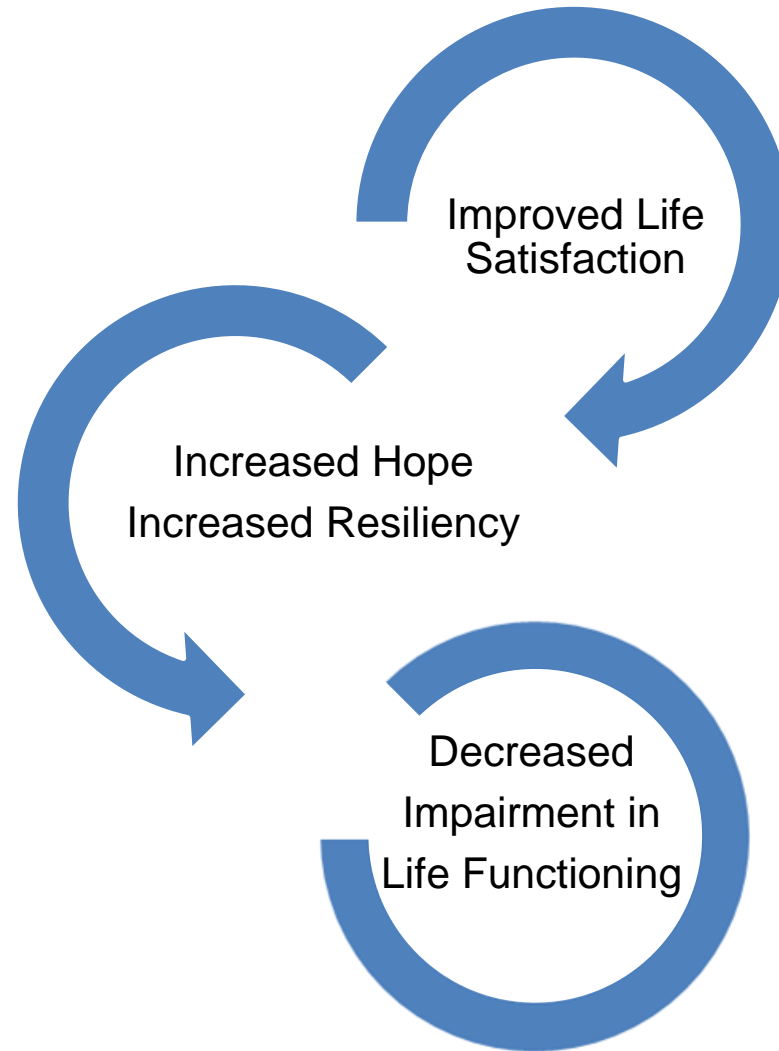 Improved Life
Satisfaction
Increased Hope
Increased Resiliency
Decreased
Impairment in
Life Functioning